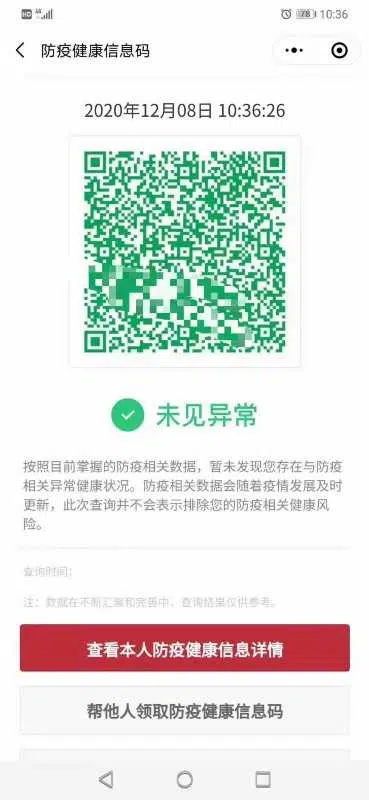 HD 10:36
防疫健康信息码
2020年12月08日 10:36:26
未见异常
按照目前掌握的防疫相关数据，暂未发现您存在与防疫
相关异常健康状况。防疫相关数据会随着疫情发展及时
更新，此次查询并不会表示排除您的防疫相关健康风
险。
查询时间：
注：数据在不断汇聚和完善中，查询结果仅供参考。
查看本人防疫健康信息详情
帮他人领取防疫健康信息码